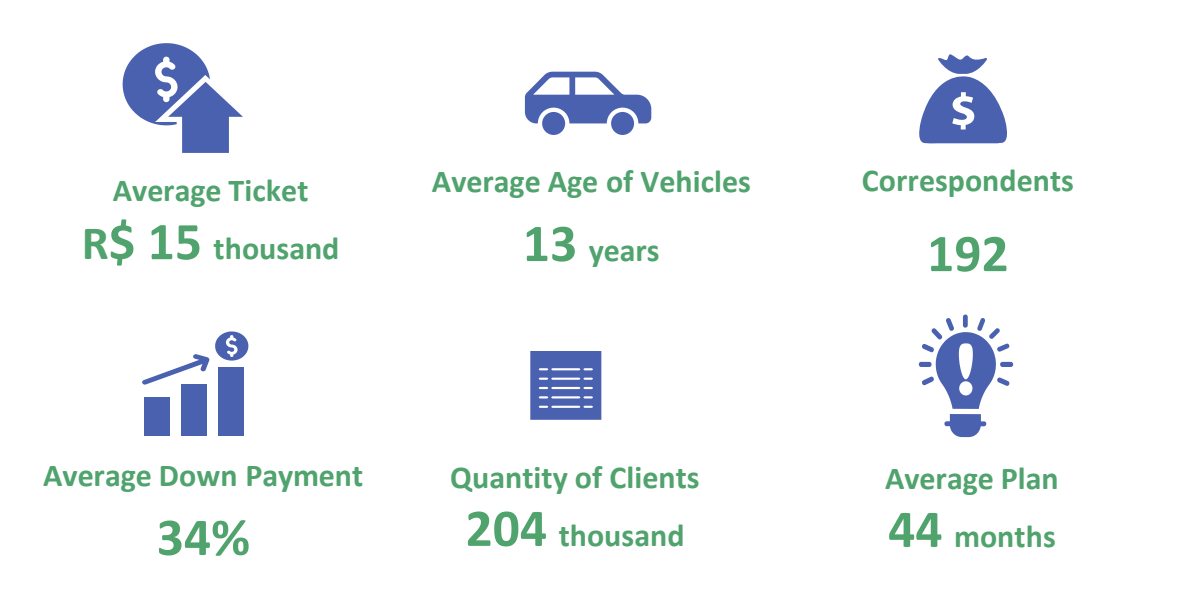 $
Average Ticket
R$ 15 thousand
Average Age of Vehicles
13 years
$
Correspondents
192
$
Average Down Payment
34%
Quantity of Clients
204 thousand
!
Average Plan
44 months